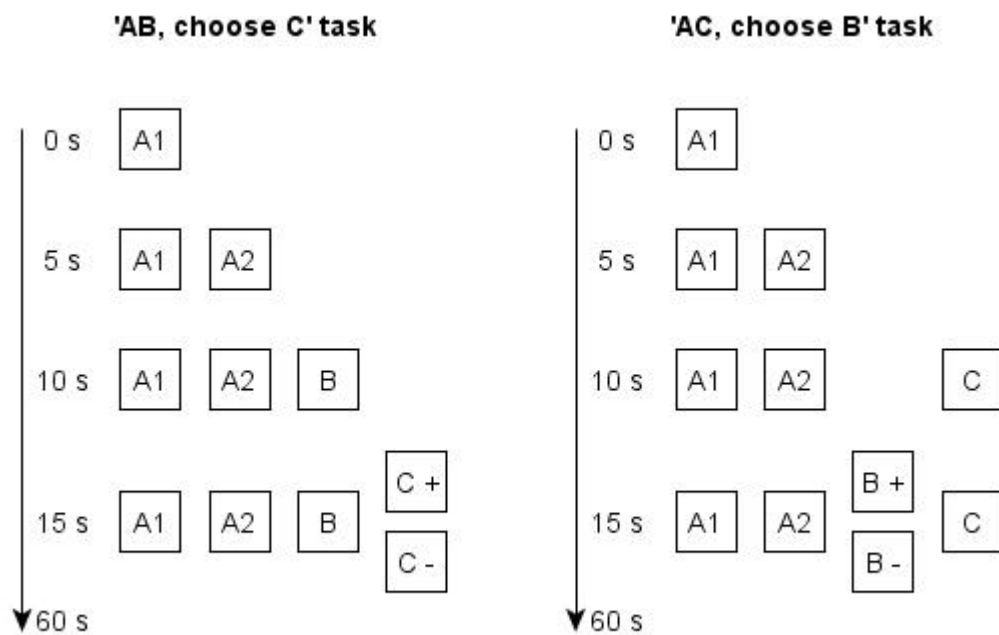 'AB, choose C' task
0 s A1
5 s A1 A2
10 s A1 A2 B
C +
15 s A1 A2 B
C -
60 s
'AC, choose B' task
0 s A1
5 s A1 A2
10 s A1 A2 C
B +
15 s A1 A2 C
B -
60 s